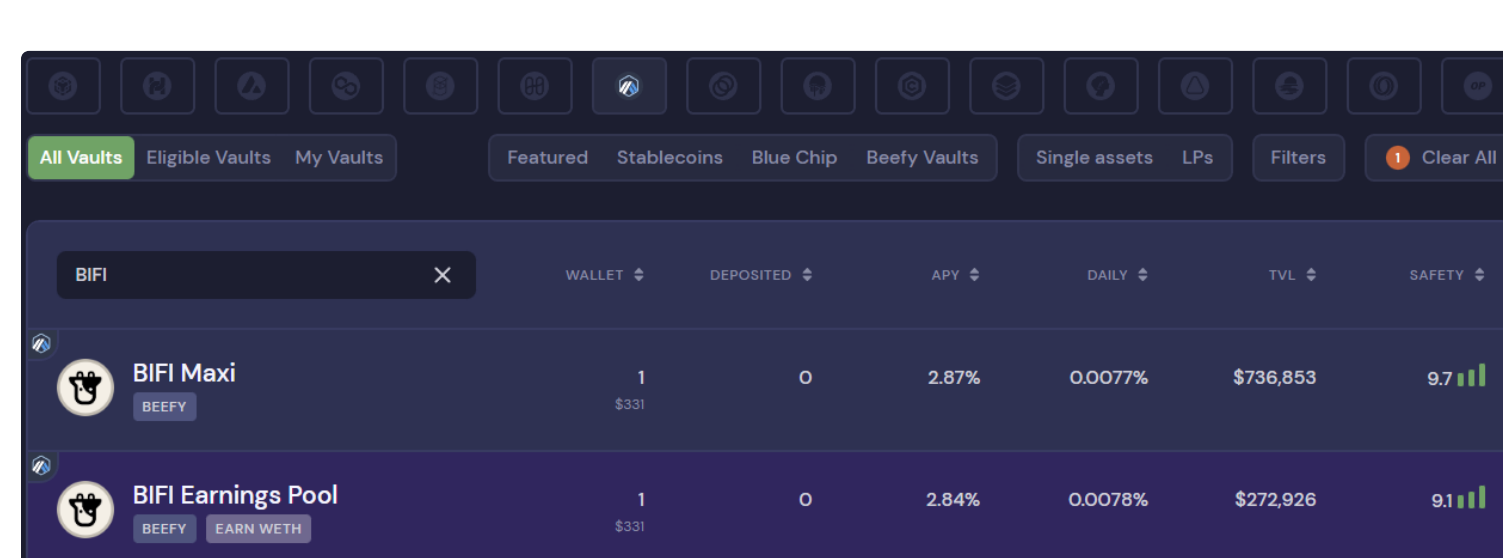 OP
All Vaults Eligible Vaults My Vaults Featured Stablecoins Blue Chip Beefy Vaults Single assets LPs Filters 1 Clear All
BIFI WALLET DEPOSITED APY DAILY TVL SAFETY
BIFI Maxi 1 0 2.87% 0.0077% $736,853 9.7
BEEFY $331
BIFI Earnings Pool 1 0 2.84% 0.0078% $272,926 9.1
BEEFY EARN WETH $331